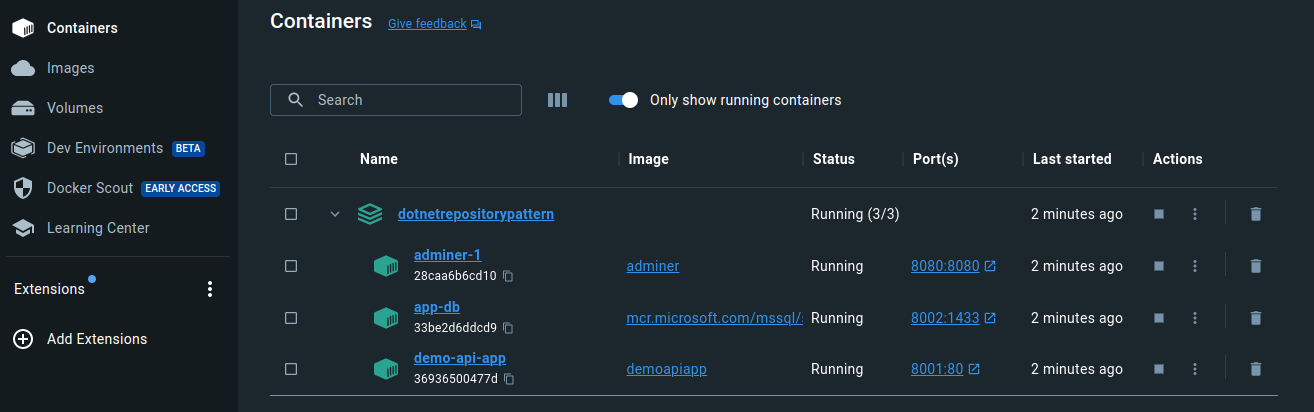 Containers
Images
Volumes
Dev Environments BETA
Docker Scout EARLY ACCESS
Learning Center
Extensions
Add Extensions
Containers Give feedback
Search
Only show running containers
Name Image Status Port(s) Last started Actions
dotnetrepositorypattern Running (3/3) 2 minutes ago
adminer-1
28caa6b6cd10
adminer Running 8080:8080 2 minutes ago
app-db
33be2d6ddcd9
mcr.microsoft.com/mssql/ Running 8002:1433 2 minutes ago
demo-api-app
36936500477d
demoapiapp Running 8001:80 2 minutes ago